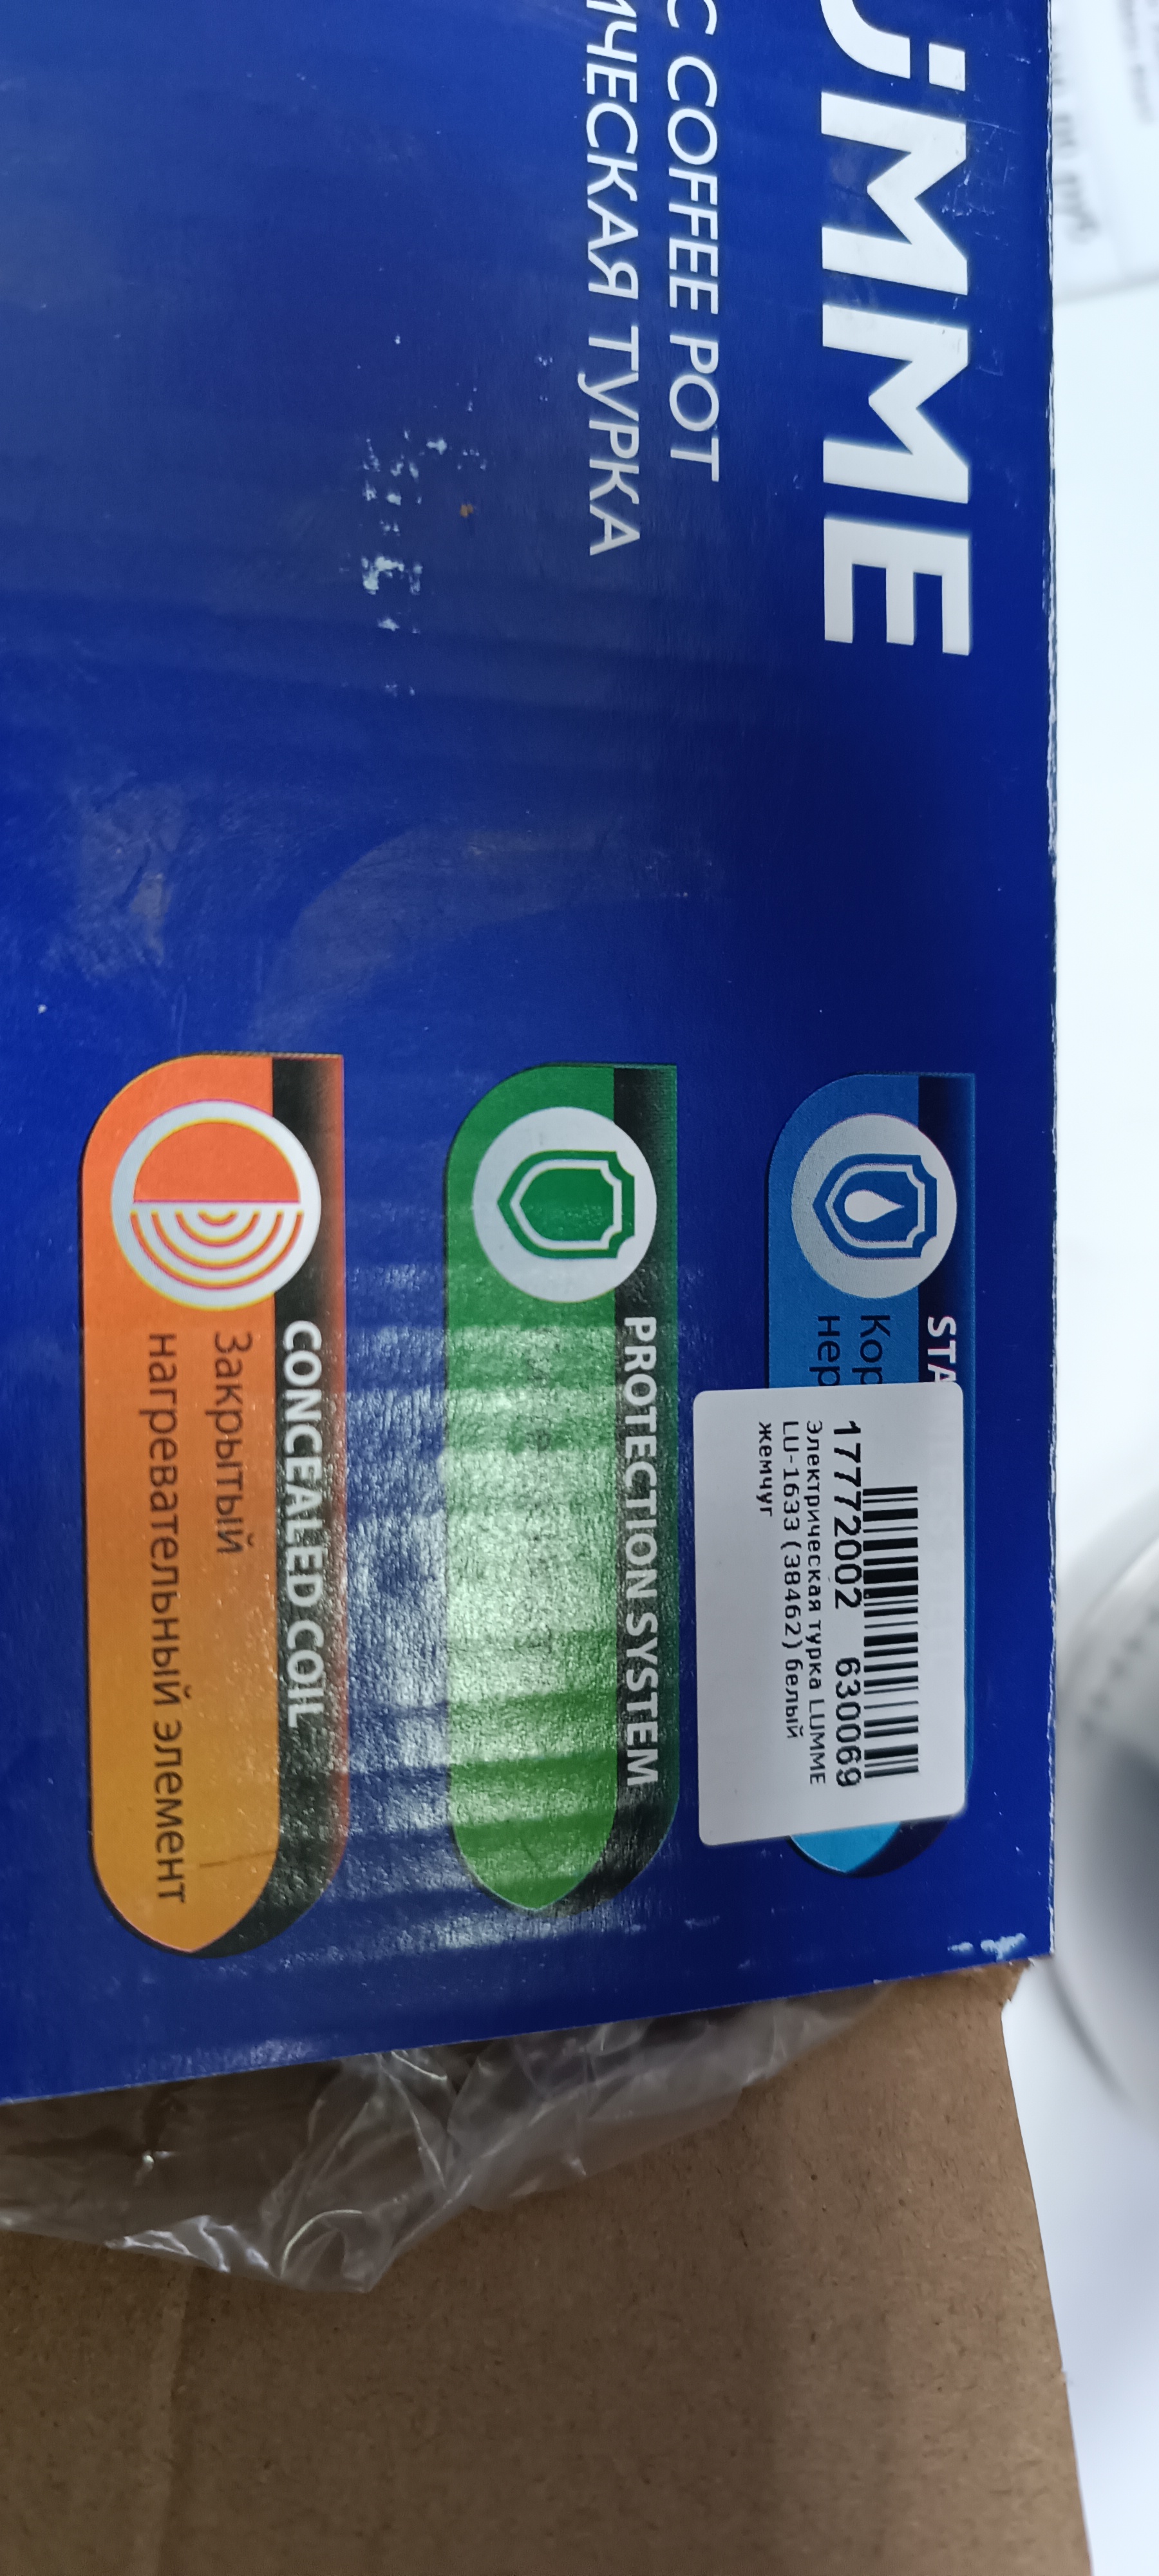 UMME
C COFFEE POT
ИЧЕСКАЯ ТУРКА
STA
Кор
нер
17772002 630069
Электрическая турка LUMME
LU-1633 (38462) белый
жемчуг
PROTECTION SYSTEM
CONCEALED COIL
Закрытый
нагревательный элемент